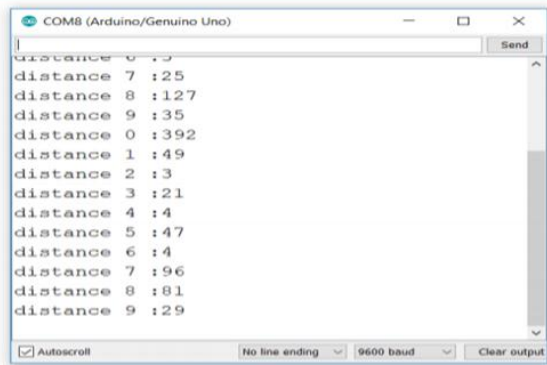 COM8 (Arduino/Genuino Uno)
Send
distance 7 :25
distance 8 :127
distance 9 :35
distance 0 :392
distance 1 :49
distance 2 :3
distance 3 :21
distance 4 :4
distance 5 :47
distance 6 :4
distance 7 :96
distance 8 :81
distance 9 :29
Autoscroll
No line ending
9600 baud
Clear output